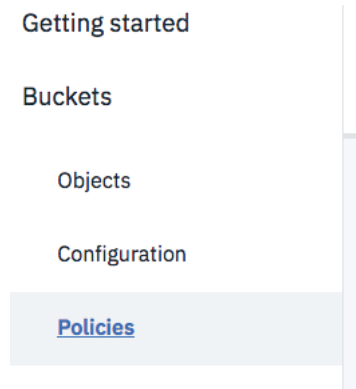 Getting started
Buckets
Objects
Configuration
Policies